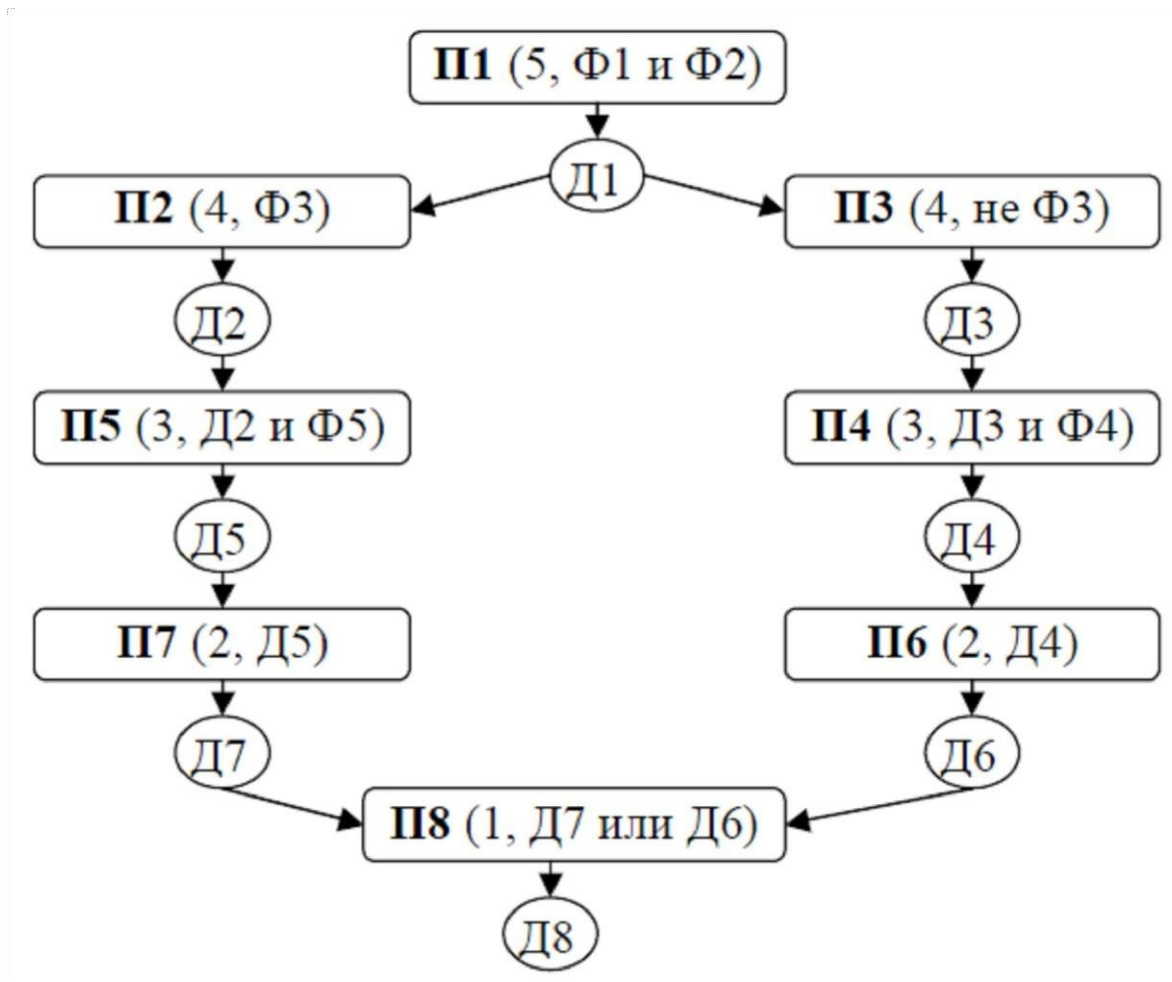 П1 (5, Ф1 и Ф2)
Д1
П2 (4, Ф3)
П3 (4, не Ф3)
Д2
Д3
П5 (3, Д2 и Ф5)
П4 (3, Д3 и Ф4)
Д5
Д4
П7 (2, Д5)
П6 (2, Д4)
Д7
Д6
П8 (1, Д7 или Д6)
Д8